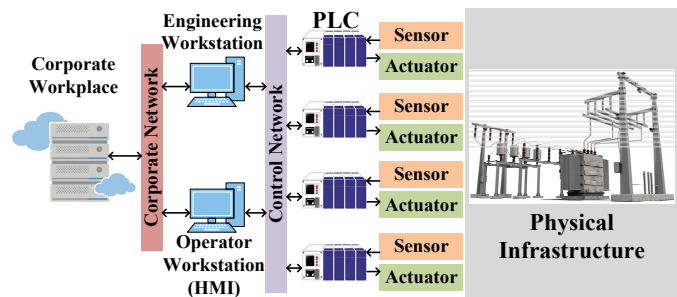 Corporate
Workplace
Corporate Network
Engineering
Workstation
Operator
Workstation
(HMI)
Control Network
PLC
Sensor
Actuator
Sensor
Actuator
Sensor
Actuator
Sensor
Actuator
Physical
Infrastructure